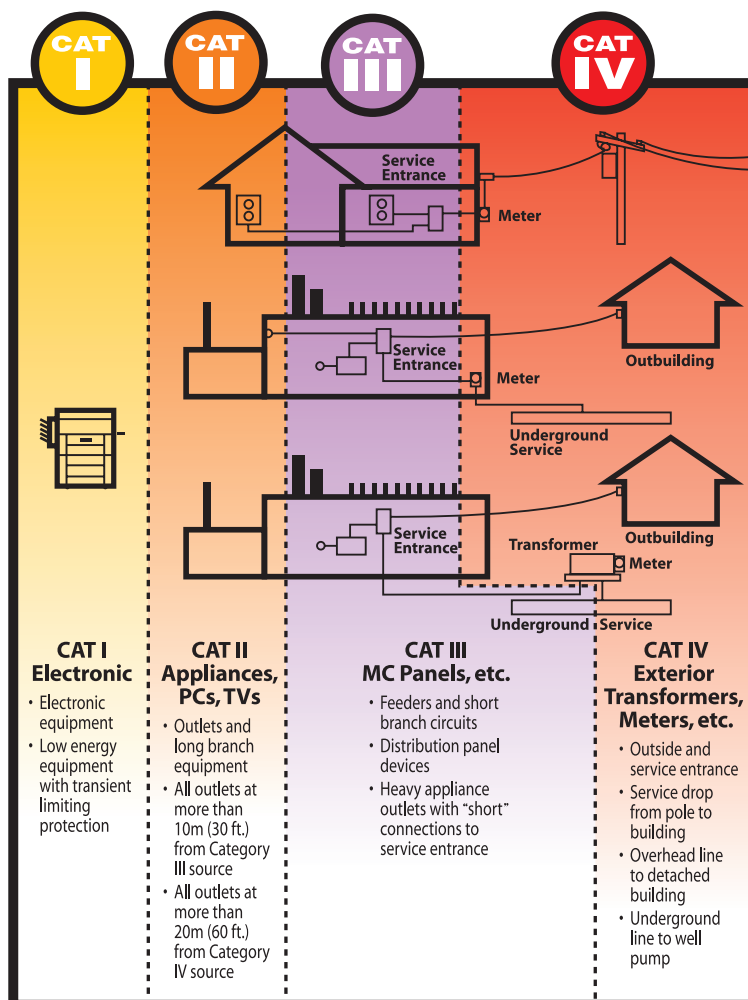 CAT
I
CAT
II
CAT
III
CAT
IV
Service
Entrance
Meter
Service
Entrance
Meter
Outbuilding
Underground
Service
Service
Entrance
Transformer
Outbuilding
Meter
Underground Service
CAT I
Electronic
• Electronic
equipment
• Low energy
equipment
with transient
limiting
protection
CAT II
Appliances,
PCs, TVs
• Outlets and
long branch
equipment
• All outlets at
more than
10m (30 ft.)
from Category
III source
• All outlets at
more than
20m (60 ft.)
from Category
IV source
CAT III
MC Panels, etc.
• Feeders and short
branch circuits
• Distribution panel
devices
• Heavy appliance
outlets with “short”
connections to
service entrance
CAT IV
Exterior
Transformers,
Meters, etc.
• Outside and
service entrance
• Service drop
from pole to
building
• Overhead line
to detached
building
• Underground
line to well
pump